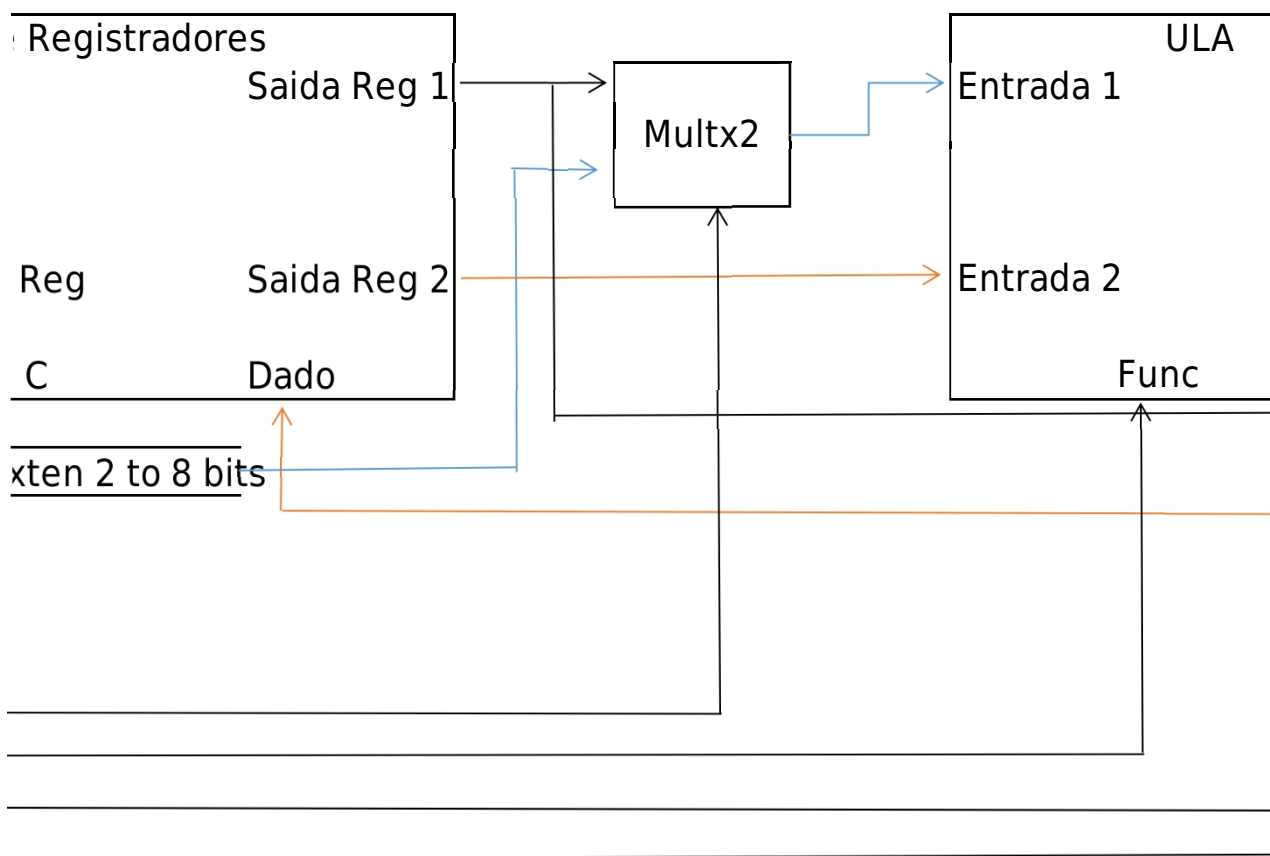 Registradores
ULA
Saida Reg 1
Entrada 1
Multx2
Reg
Saida Reg 2
Entrada 2
C
Dado
Func
xten 2 to 8 bits